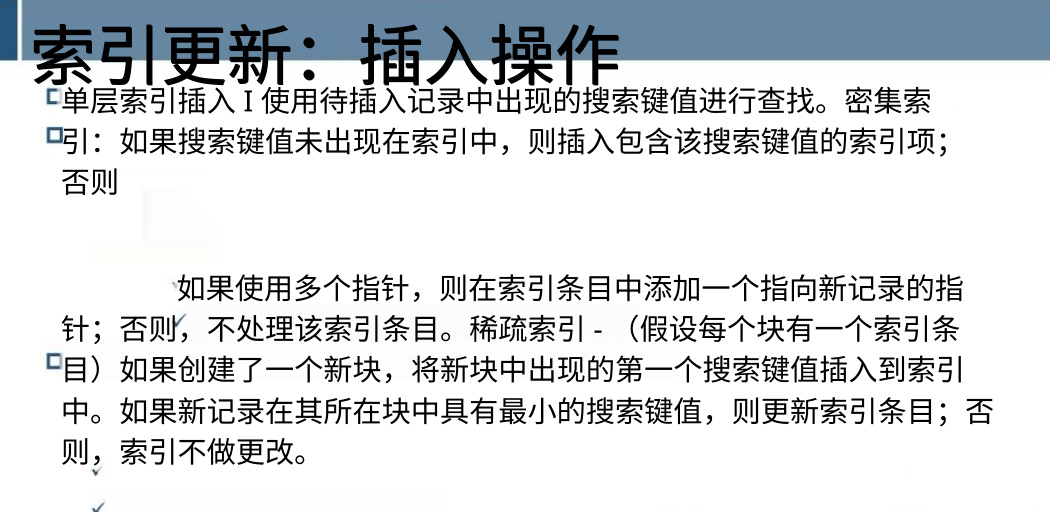 索引更新：插入操作
单层索引插入 I 使用待插入记录中出现的搜索键值进行查找。密集索
引：如果搜索键值未出现在索引中，则插入包含该搜索键值的索引项；
否则
如果使用多个指针，则在索引条目中添加一个指向新记录的指
针；否则，不处理该索引条目。稀疏索引 - （假设每个块有一个索引条
目）如果创建了一个新块，将新块中出现的第一个搜索键值插入到索引
中。如果新记录在其所在块中具有最小的搜索键值，则更新索引条目；否
则，索引不做更改。